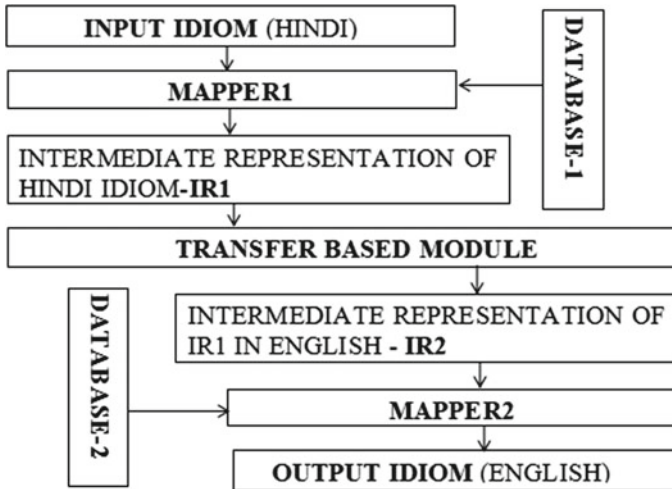 INPUT IDIOM (HINDI)
MAPPER1
DATABASE-1
INTERMEDIATE REPRESENTATION OF
HINDI IDIOM-IR1
TRANSFER BASED MODULE
INTERMEDIATE REPRESENTATION OF
IR1 IN ENGLISH - IR2
DATABASE-2
MAPPER2
OUTPUT IDIOM (ENGLISH)